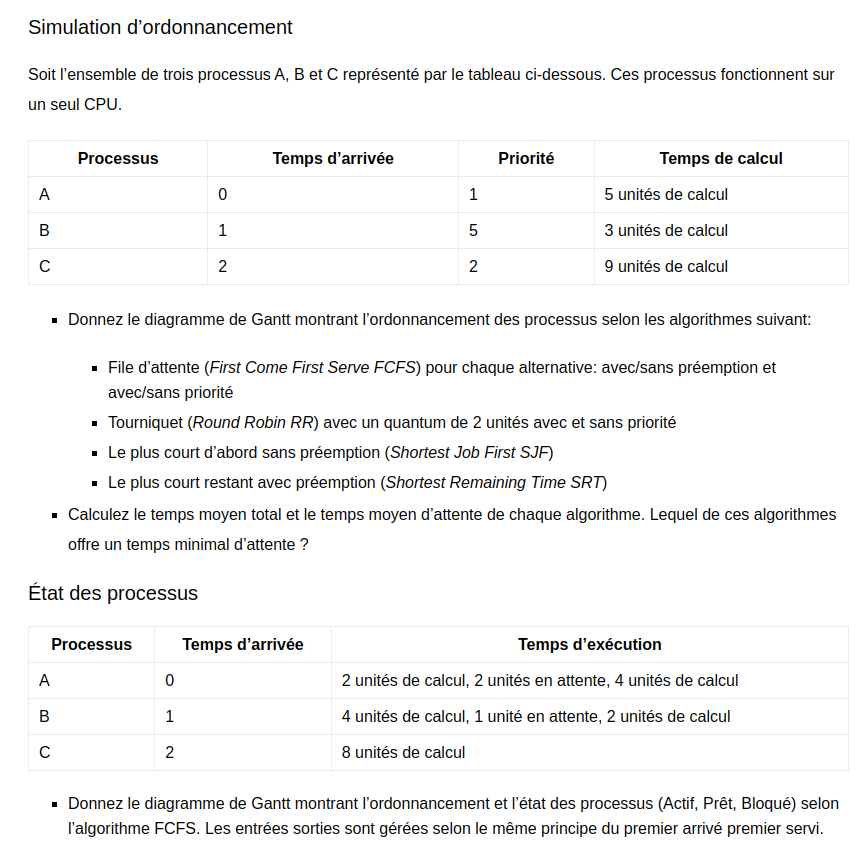 Simulation d’ordonnancement
Soit l’ensemble de trois processus A, B et C représenté par le tableau ci-dessous. Ces processus fonctionnent sur
un seul CPU.
Processus Temps d’arrivée Priorité Temps de calcul
A 0 1 5 unités de calcul
B 1 5 3 unités de calcul
C 2 2 9 unités de calcul
▪ Donnez le diagramme de Gantt montrant l’ordonnancement des processus selon les algorithmes suivant:
▪ File d’attente (First Come First Serve FCFS) pour chaque alternative: avec/sans préemption et
avec/sans priorité
▪ Tourniquet (Round Robin RR) avec un quantum de 2 unités avec et sans priorité
▪ Le plus court d’abord sans préemption (Shortest Job First SJF)
▪ Le plus court restant avec préemption (Shortest Remaining Time SRT)
▪ Calculez le temps moyen total et le temps moyen d’attente de chaque algorithme. Lequel de ces algorithmes
offre un temps minimal d’attente ?
État des processus
Processus Temps d’arrivée Temps d’exécution
A 0 2 unités de calcul, 2 unités en attente, 4 unités de calcul
B 1 4 unités de calcul, 1 unité en attente, 2 unités de calcul
C 2 8 unités de calcul
▪ Donnez le diagramme de Gantt montrant l’ordonnancement et l’état des processus (Actif, Prêt, Bloqué) selon
l’algorithme FCFS. Les entrées sorties sont gérées selon le même principe du premier arrivé premier servi.